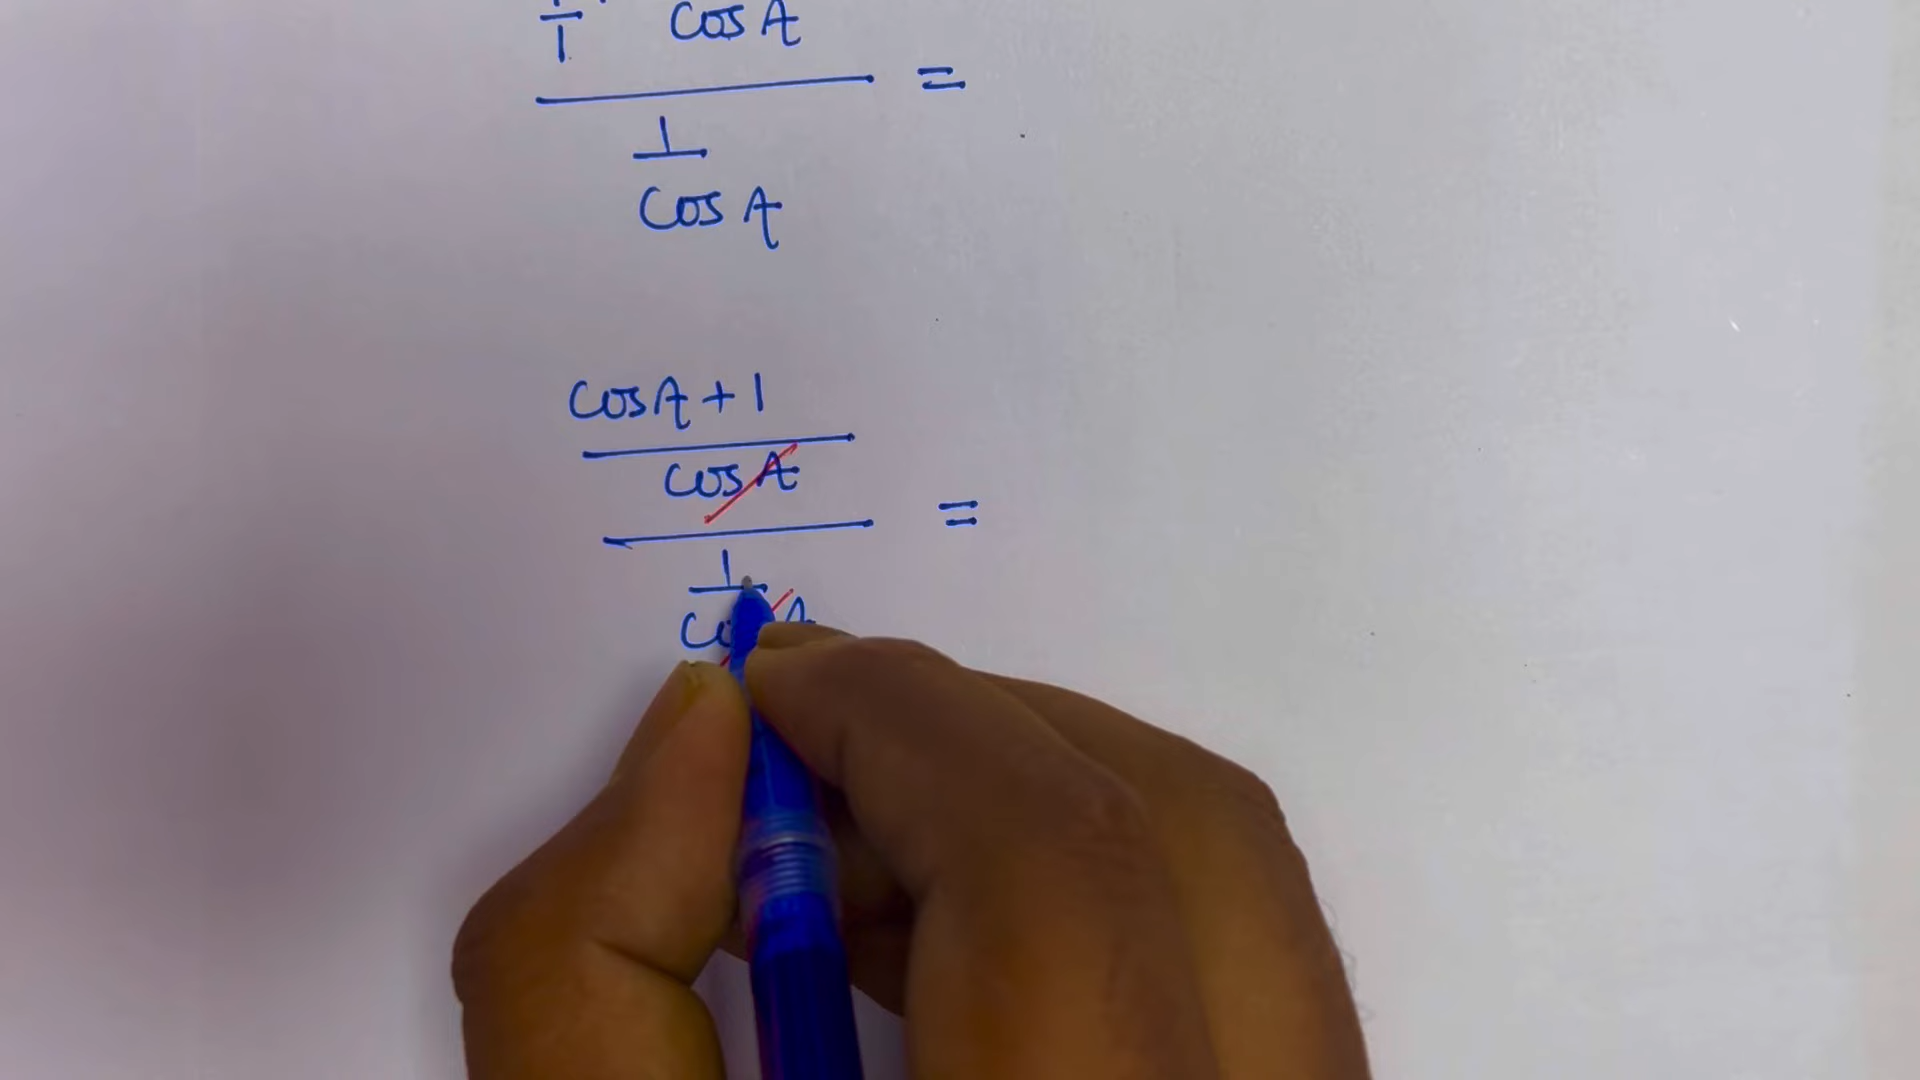 1 cos A
=
1
cos A
cos A + 1
cos A
=
1